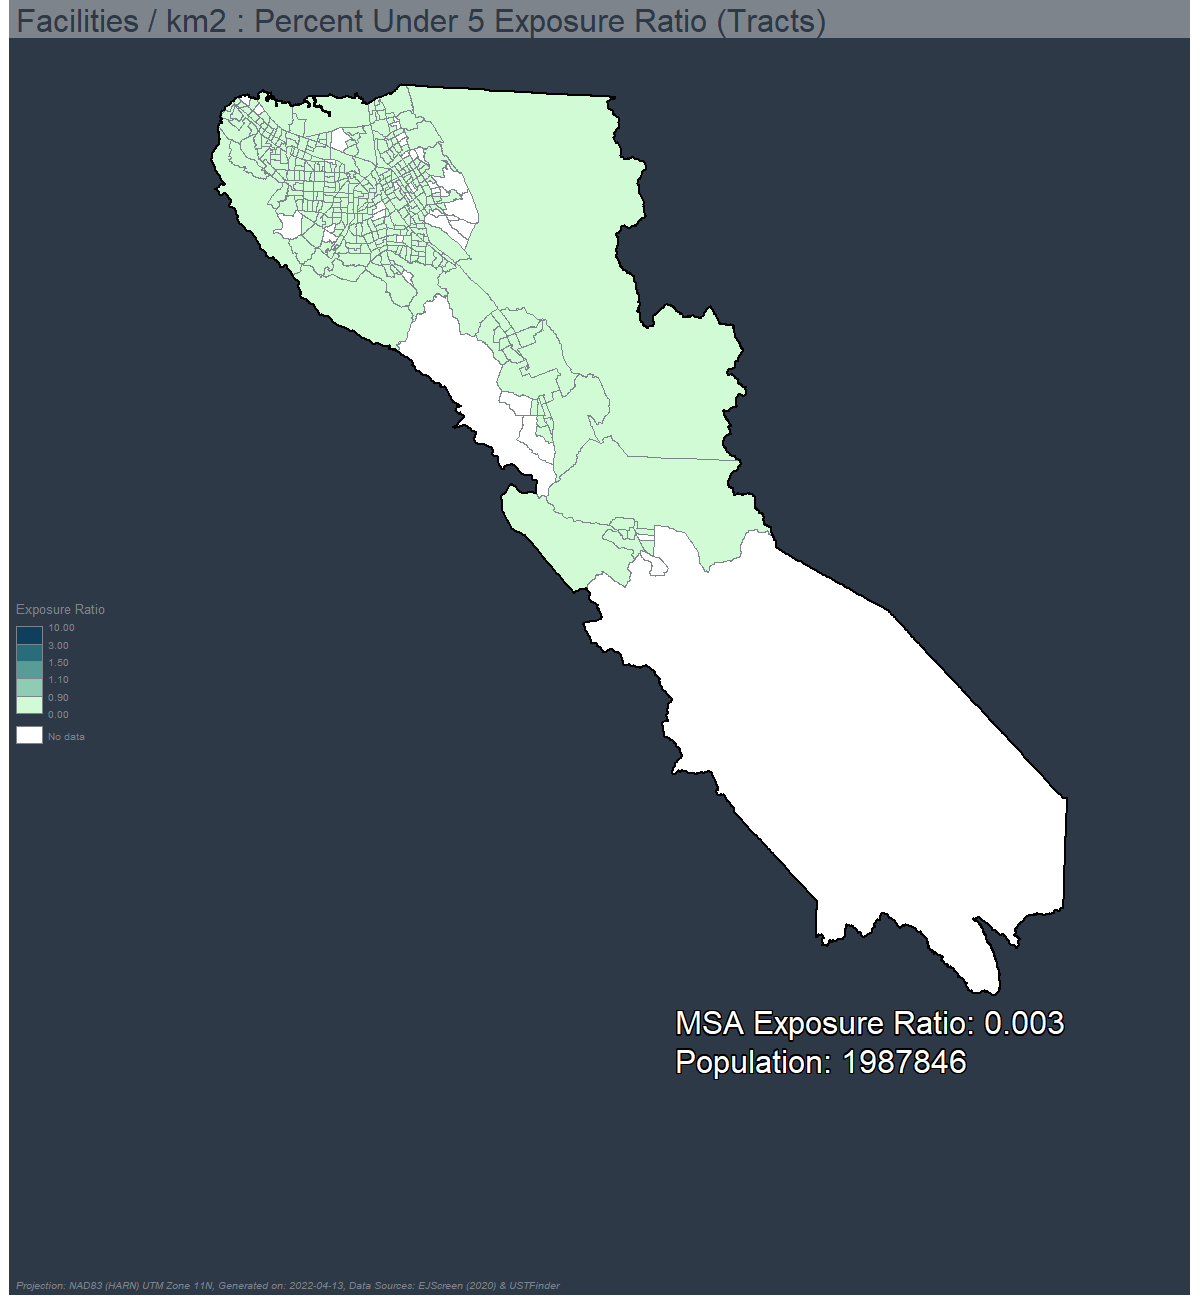 Facilities / km2 : Percent Under 5 Exposure Ratio (Tracts)
Exposure Ratio
10.00
3.00
1.50
1.10
0.90
0.00
No data
MSA Exposure Ratio: 0.003
Population: 1987846
Projection: NAD83 (HARN) UTM Zone 11N, Generated on: 2022-04-13, Data Sources: EJScreen (2020) & USTFinder